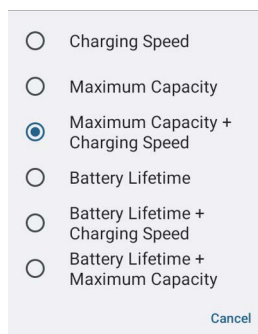 Charging Speed
Maximum Capacity
Maximum Capacity +
Charging Speed
Battery Lifetime
Battery Lifetime +
Charging Speed
Battery Lifetime +
Maximum Capacity
Cancel